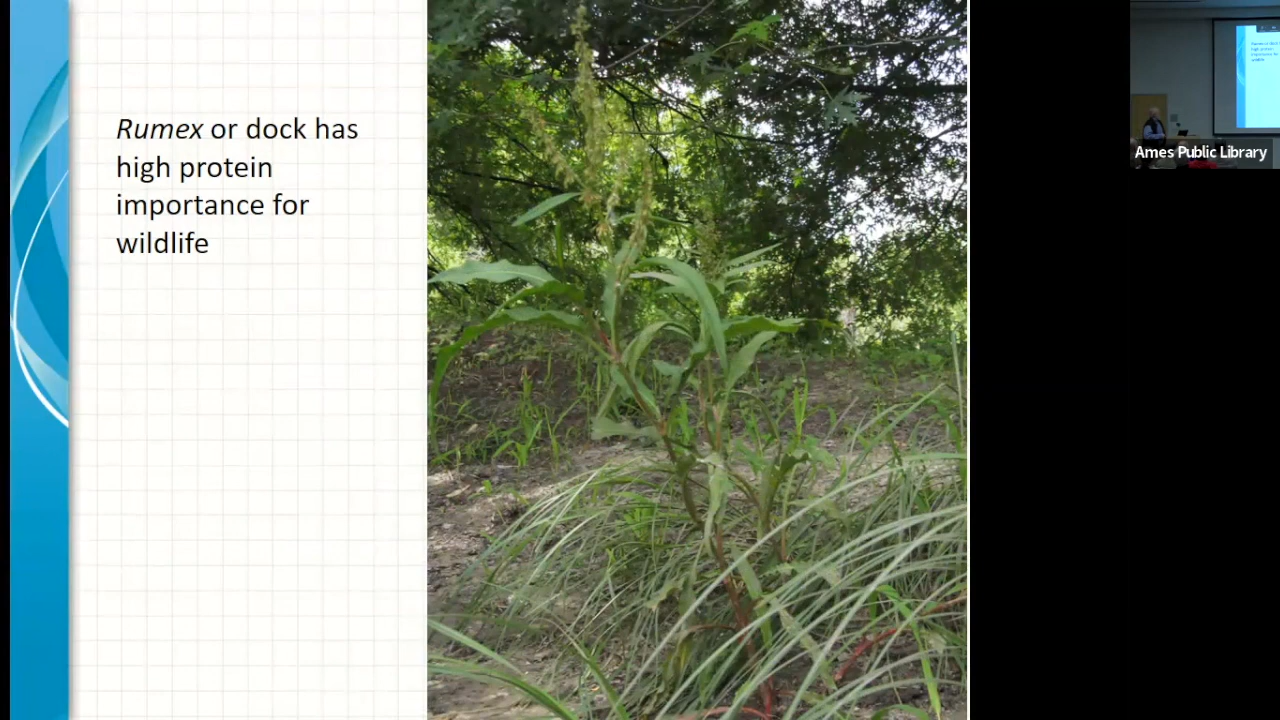 Rumex or dock has
high protein
importance for
wildlife
Ames Public Library